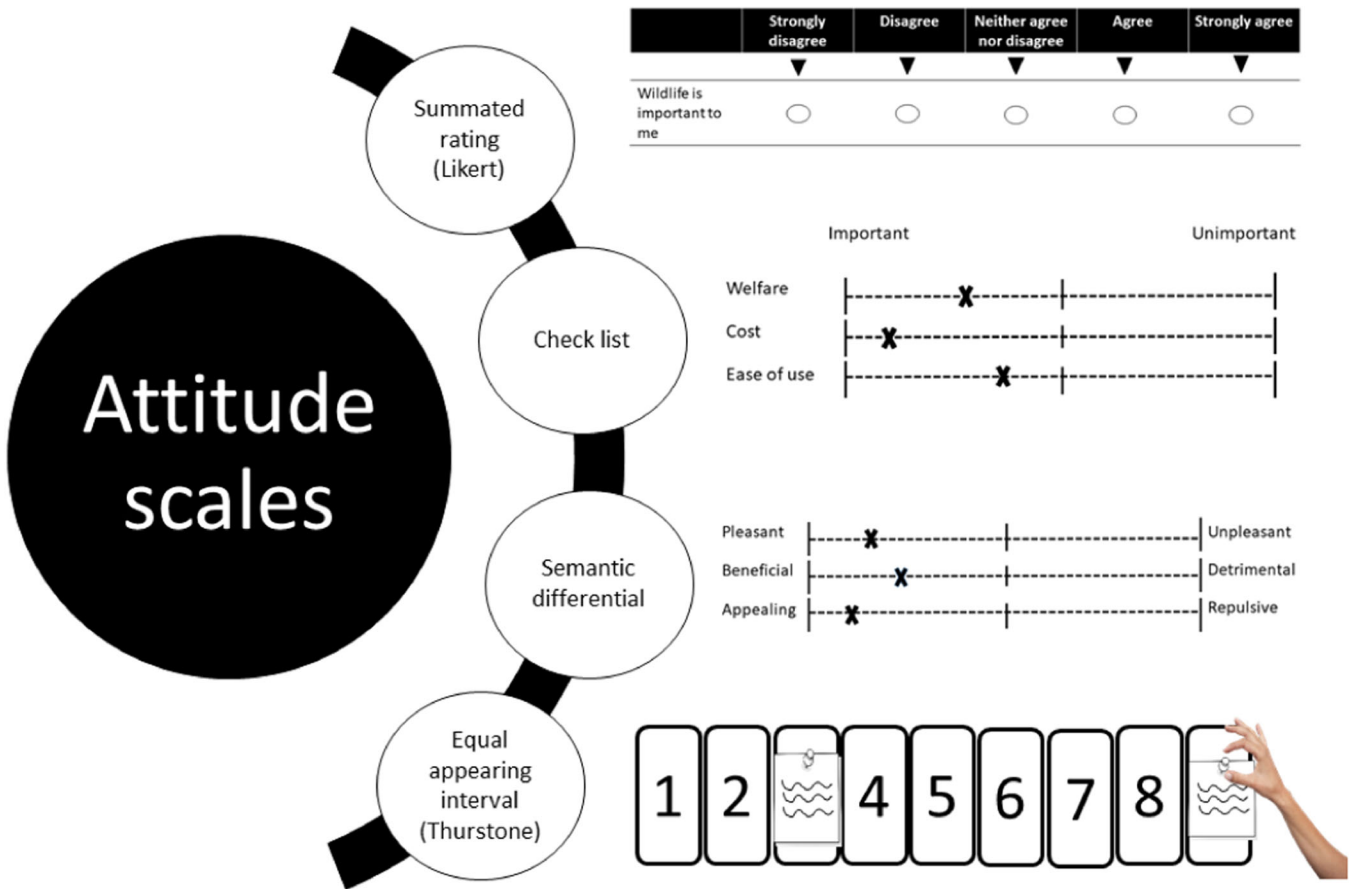 Attitude
scales
Summated
rating
(Likert)
Strongly
disagree
Disagree
Neither agree
nor disagree
Agree
Strongly agree
Wildlife is
important to
me
Check list
Important
Unimportant
Welfare
Cost
Ease of use
Semantic
differential
Pleasant
Unpleasant
Beneficial
Detrimental
Appealing
Repulsive
Equal
appearing
interval
(Thurstone)
1 2 4 5 6 7 8